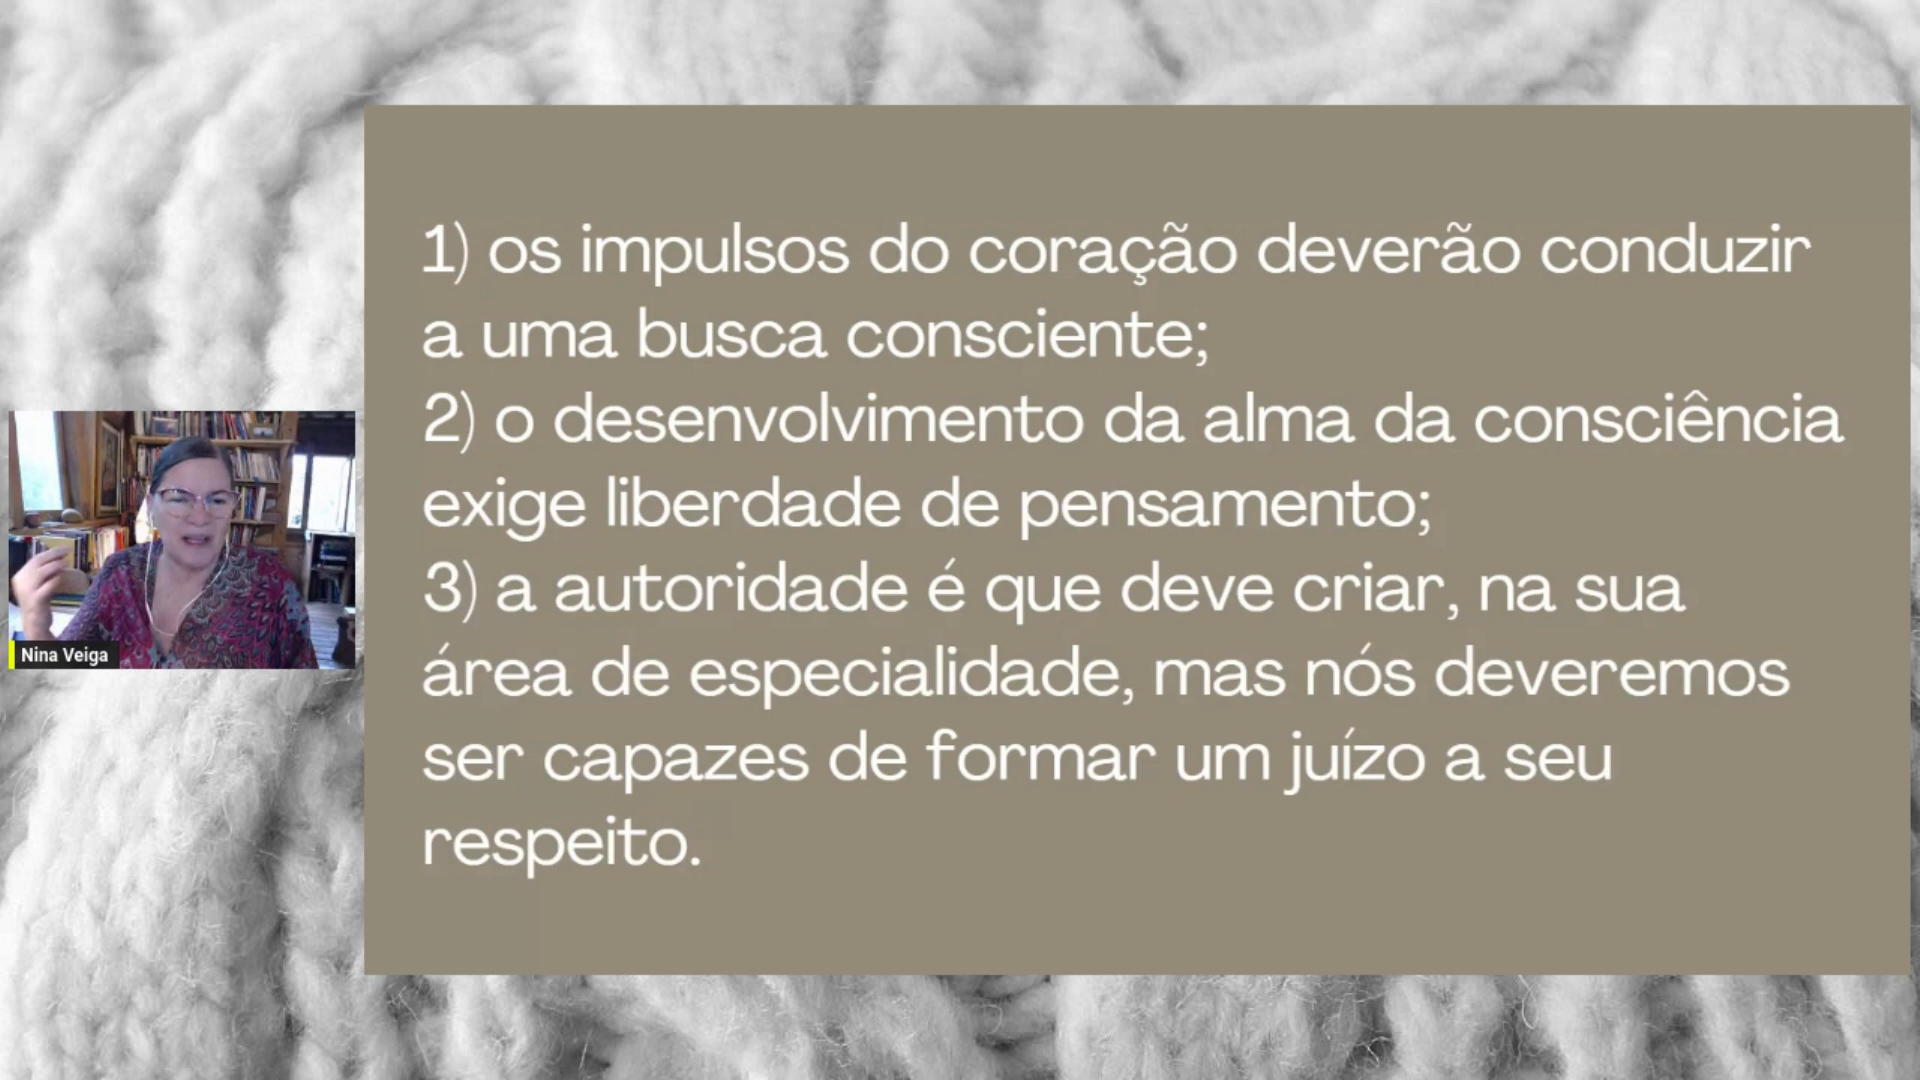 1) os impulsos do coração deverão conduzir
a uma busca consciente;
2) o desenvolvimento da alma da consciência
exige liberdade de pensamento;
3) a autoridade é que deve criar, na sua
área de especialidade, mas nós deveremos
ser capazes de formar um juízo a seu
respeito.
Nina Veiga